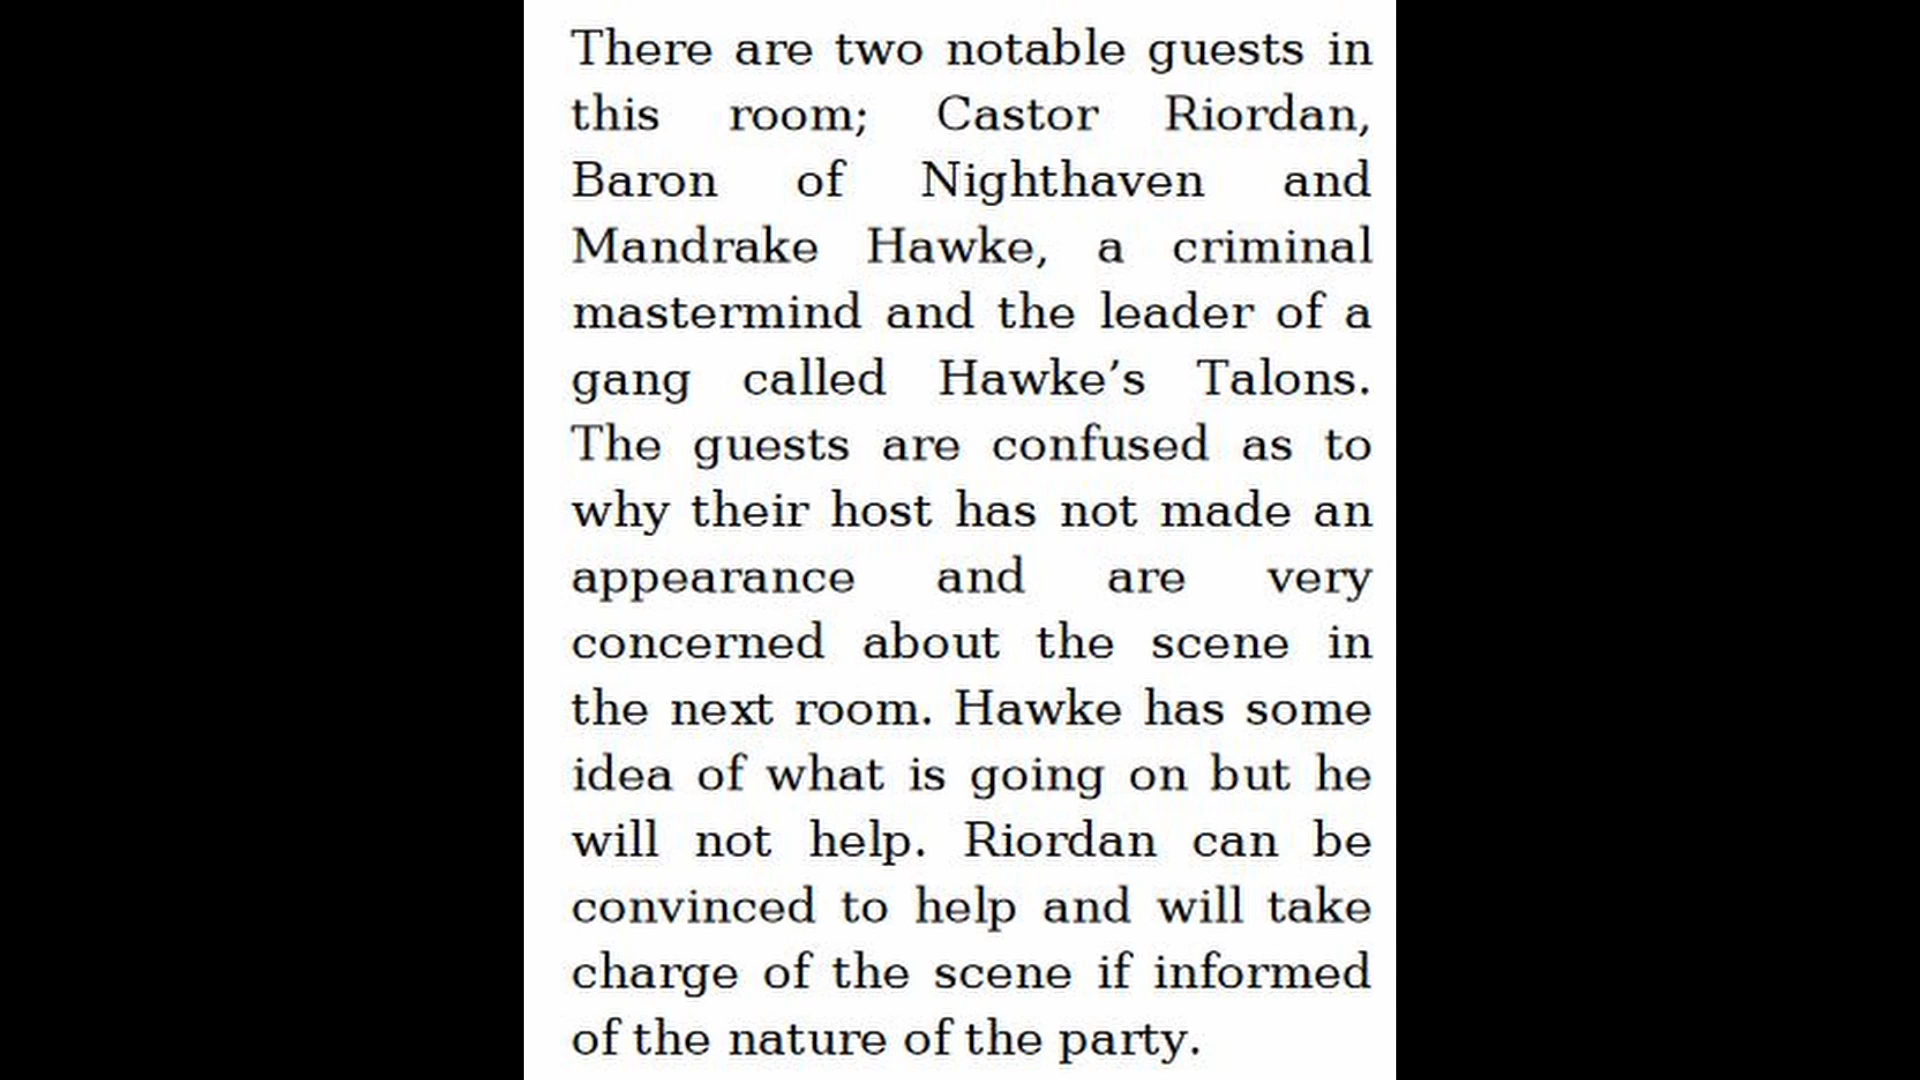 There are two notable guests in
this room; Castor Riordan,
Baron of Nighthaven and
Mandrake Hawke, a criminal
mastermind and the leader of a
gang called Hawke’s Talons.
The guests are confused as to
why their host has not made an
appearance and are very
concerned about the scene in
the next room. Hawke has some
idea of what is going on but he
will not help. Riordan can be
convinced to help and will take
charge of the scene if informed
of the nature of the party.